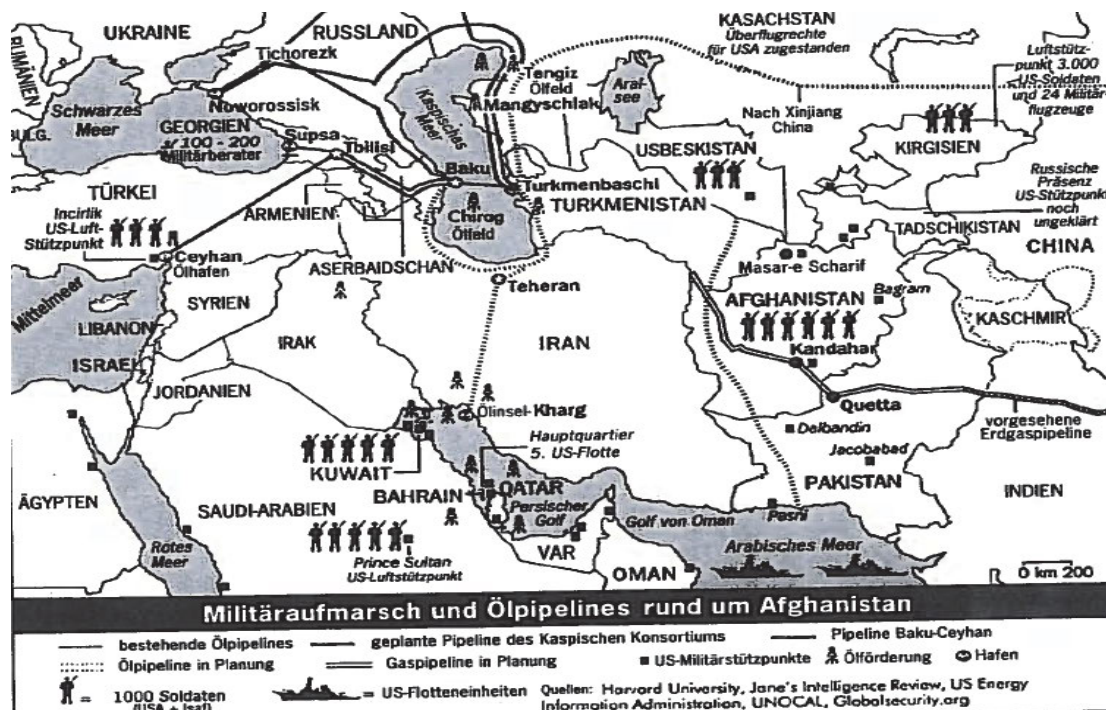 UKRAINE
RUSSLAND
KASACHSTAN
Überflugrechte
für USA zugestanden
RUMÄNIEN
Tichorezk
Tengiz
Ölfeld
Aral-
see
Luftstütz-
punkt 3.000
US-Soldaten
und 24 Militär-
flugzeuge
Schwarzes
Meer
Noworossisk
Kaspisches
Meer
Mangyschlak
Nach Xinjiang
China
BULG.
GEORGIEN
100 - 200
Militärberater
Supsa
Tbilisi
USBESKISTAN
KIRGISIEN
Baku
Turkmenbaschi
Russische
Präsenz
US-Stützpunkt
noch
ungeklärt
TÜRKEI
ARMENIEN
Chirag
Ölfeld
TURKMENISTAN
TADSCHIKISTAN
Incirlik
US-Luft-
Stützpunkt
CHINA
Ceyhan
Ölhafen
ASERBAIDSCHAN
Masar-e Scharif
Teheran
Mittelmeer
SYRIEN
AFGHANISTAN
Bagram
LIBANON
KASCHMIR
IRAK
IRAN
ISRAEL
Kandahar
JORDANIEN
Ölinsel-Kharg
Quetta
vorgesehene
Erdgaspipeline
Hauptquartier
5. US-Flotte
Dalbandin
Jacobabad
KUWAIT
ÄGYPTEN
BAHRAIN
QATAR
PAKISTAN
INDIEN
SAUDI-ARABIEN
Persischer
Golf
Golf von Oman
Pasni
Rotes
Meer
Prince Sultan
US-Luftstützpunkt
VAR
OMAN
Arabisches Meer
0 km 200
Militäraufmarsch und Ölpipelines rund um Afghanistan
bestehende Ölpipelines geplante Pipeline des Kaspischen Konsortiums Pipeline Baku-Ceyhan
Ölpipeline in Planung Gaspipeline in Planung US-Militärstützpunkte Ölförderung Hafen
= 1000 Soldaten
(USA + Isaf)
= US-Flotteneinheiten
Quellen: Harvard University, Jane's Intelligence Review, US Energy
Information Administration, UNOCAL, Globalsecurity.org